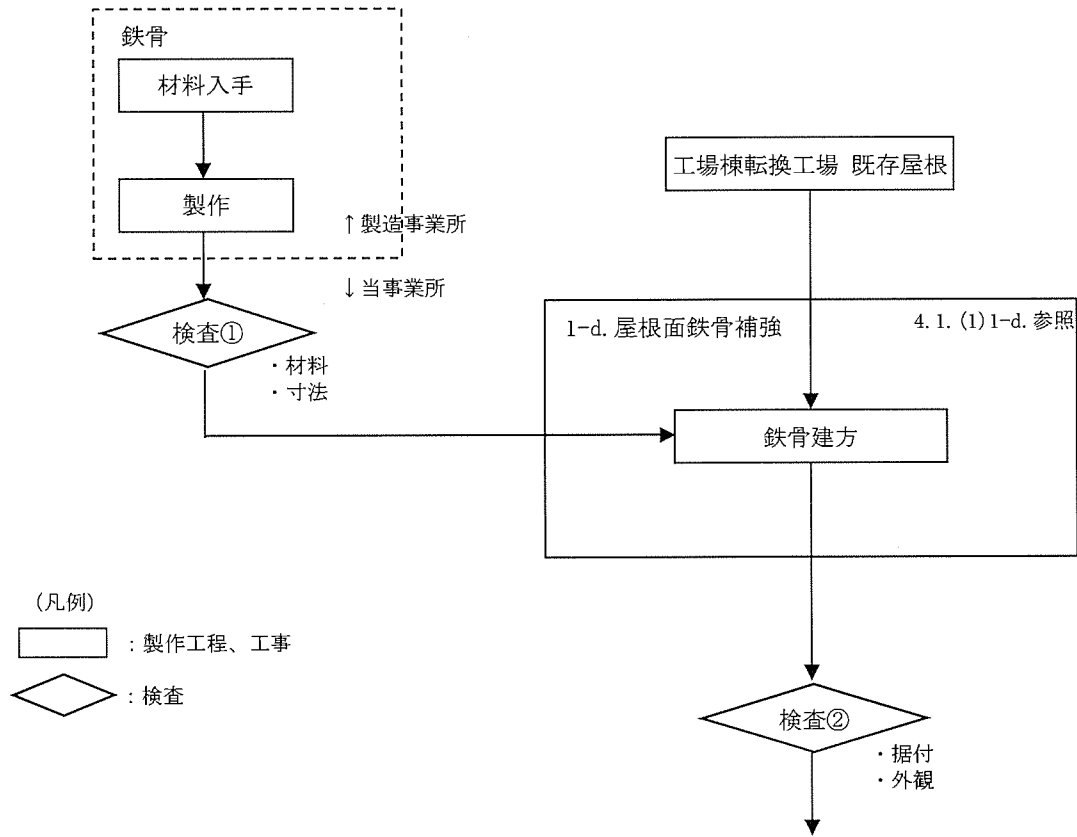 鉄骨
材料入手
製作
↑製造事業所
↓当事業所
検査①
・材料
・寸法
工場棟転換工場 既存屋根
1-d. 屋根面鉄骨補強
4.1.(1)1-d.参照
鉄骨建方
検査②
・据付
・外観
(凡例)
：製作工程、工事
：検査